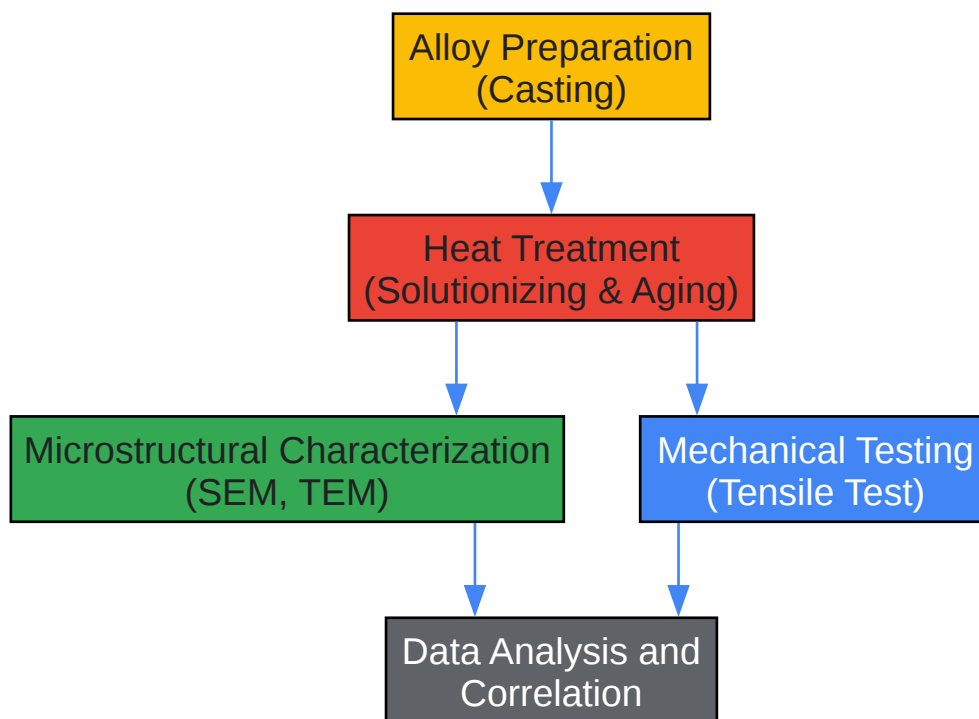 Alloy Preparation
(Casting)
Heat Treatment
(Solutionizing & Aging)
Microstructural Characterization
(SEM, TEM)
Mechanical Testing
(Tensile Test)
Data Analysis and
Correlation